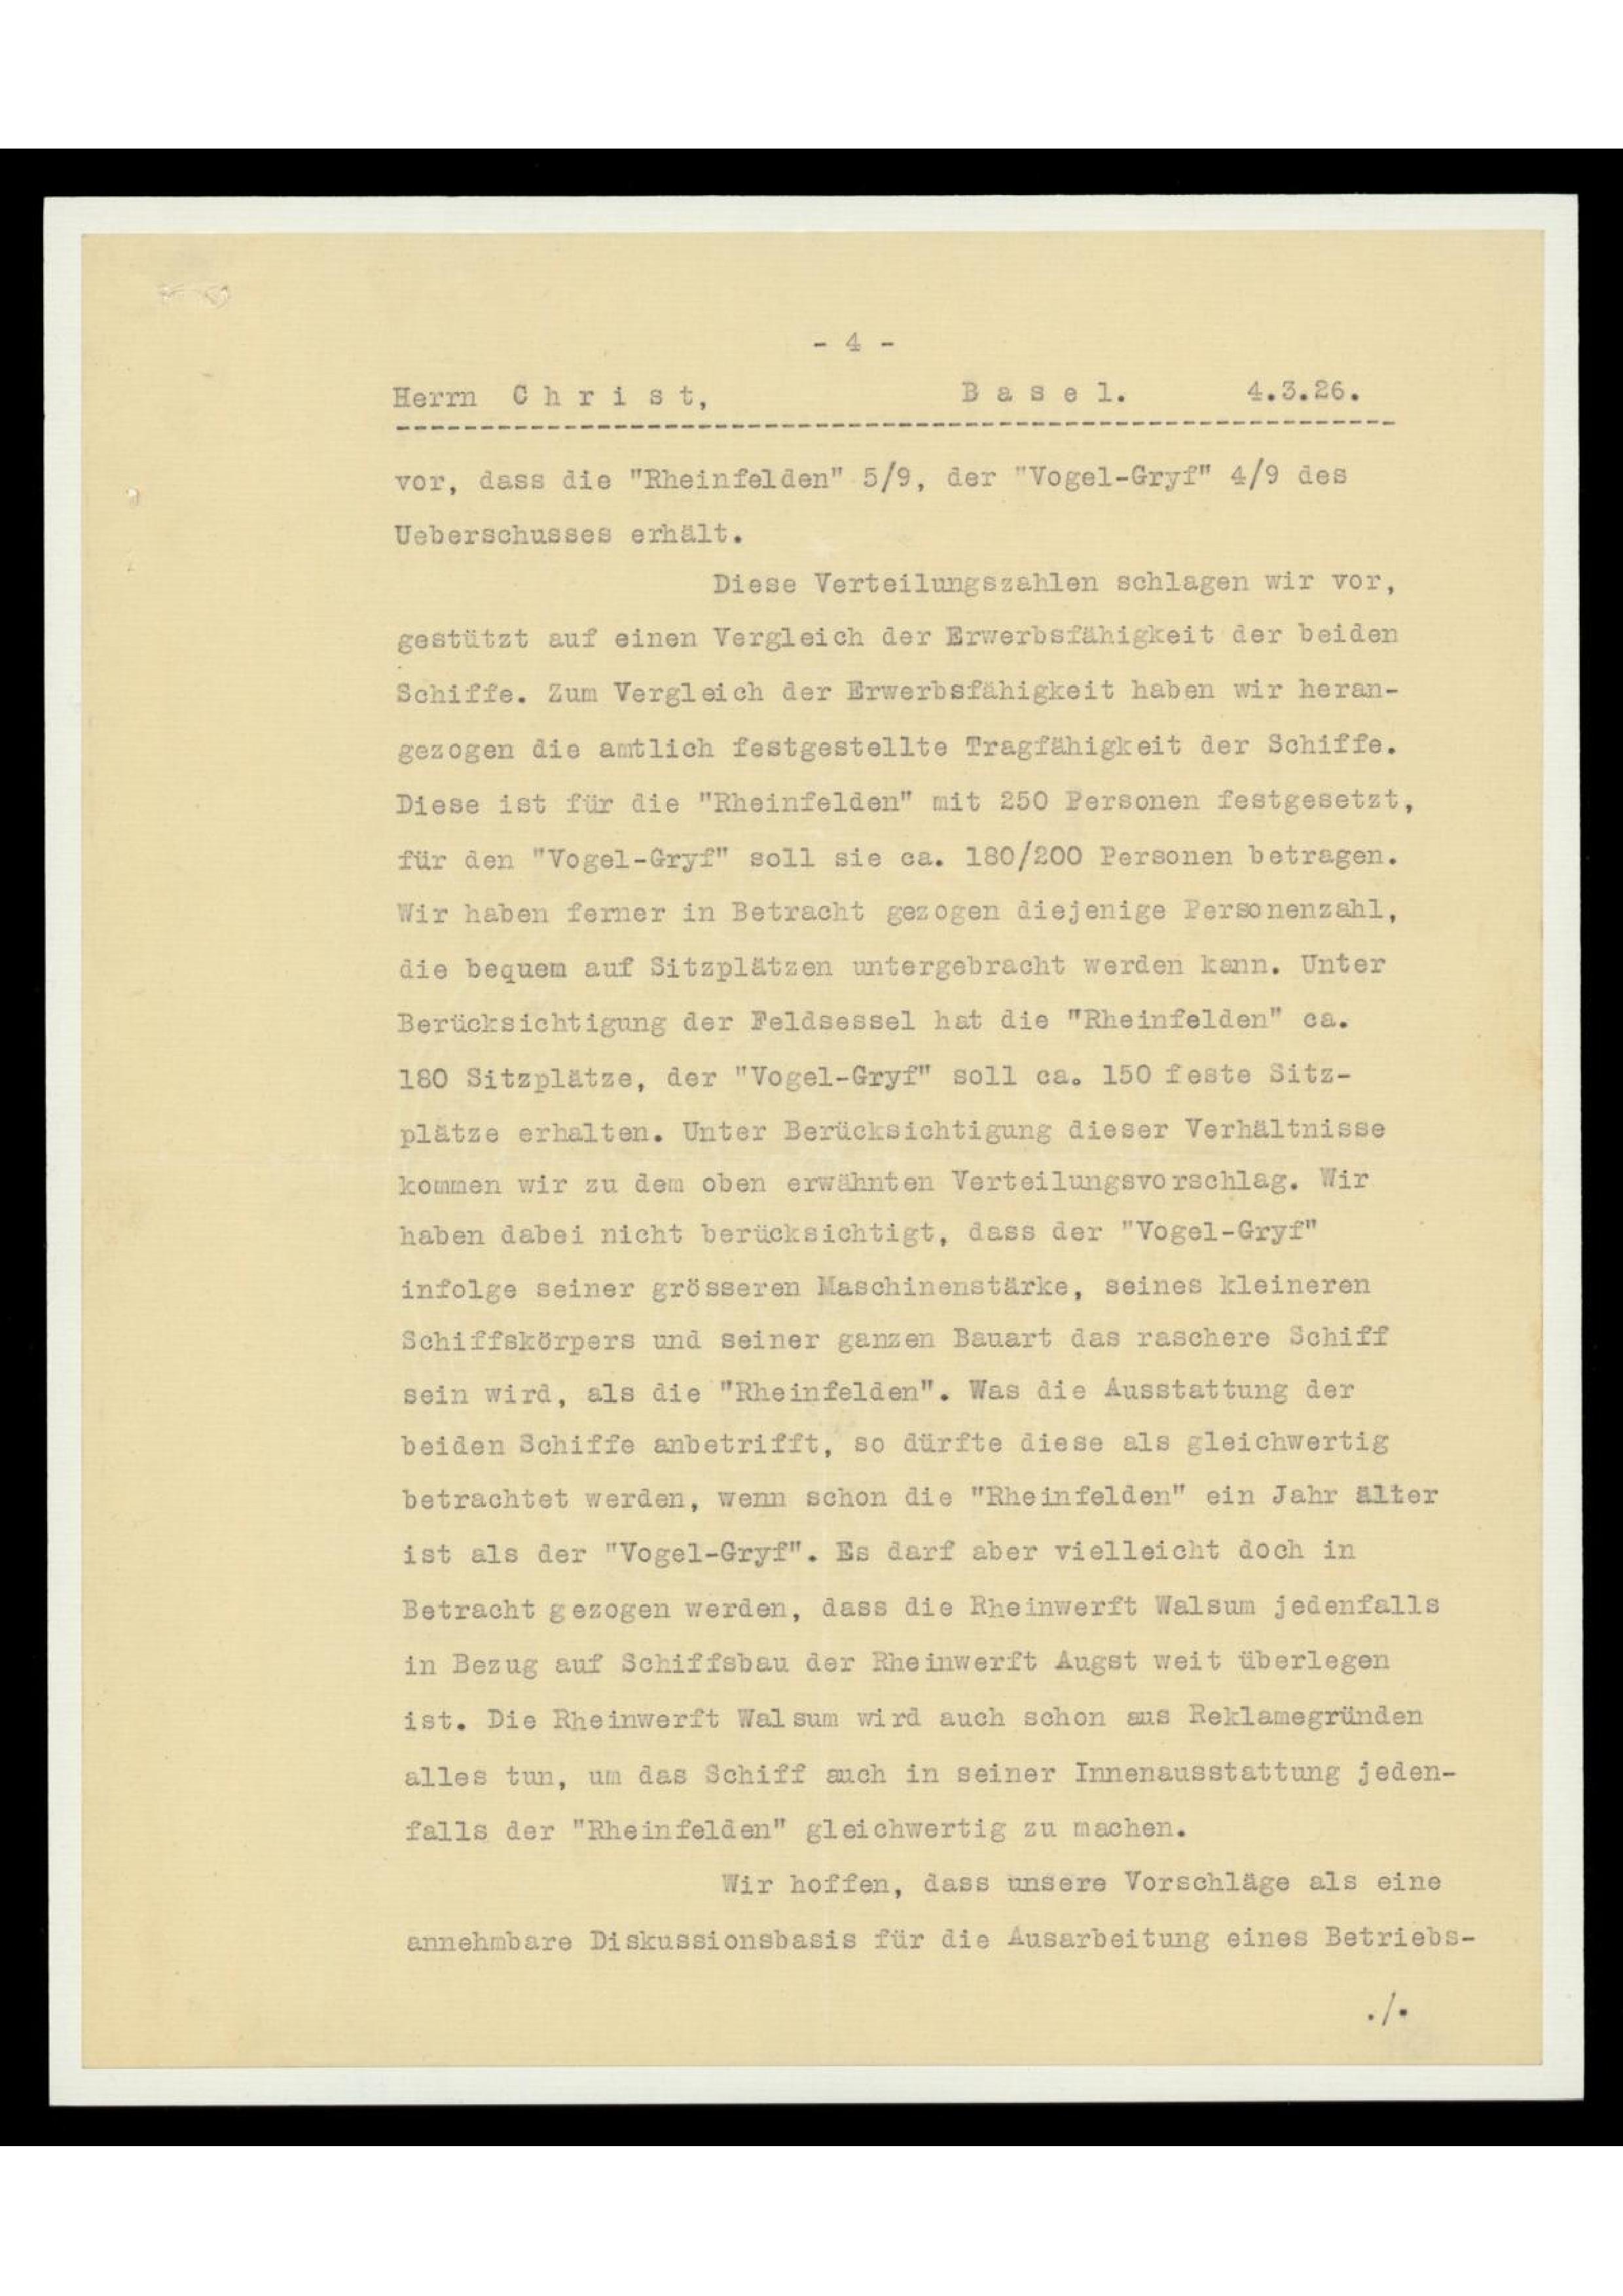 - 4 -
Herrn C h r i s t, B a s e l. 4.3.26.
vor, dass die "Rheinfelden" 5/9, der "Vogel-Gryf" 4/9 des
Ueberschusses erhält.
Diese Verteilungszahlen schlagen wir vor,
gestützt auf einen Vergleich der Erwerbsfähigkeit der beiden
Schiffe. Zum Vergleich der Erwerbsfähigkeit haben wir heran-
gezogen die amtlich festgestellte Tragfähigkeit der Schiffe.
Diese ist für die "Rheinfelden" mit 250 Personen festgesetzt,
für den "Vogel-Gryf" soll sie ca. 180/200 Personen betragen.
Wir haben ferner in Betracht gezogen diejenige Personenzahl,
die bequem auf Sitzplätzen untergebracht werden kann. Unter
Berücksichtigung der Feldsessel hat die "Rheinfelden" ca.
180 Sitzplätze, der "Vogel-Gryf" soll ca. 150 feste Sitz-
plätze erhalten. Unter Berücksichtigung dieser Verhältnisse
kommen wir zu dem oben erwähnten Verteilungsvorschlag. Wir
haben dabei nicht berücksichtigt, dass der "Vogel-Gryf"
infolge seiner grösseren Maschinenstärke, seines kleineren
Schiffskörpers und seiner ganzen Bauart das raschere Schiff
sein wird, als die "Rheinfelden". Was die Ausstattung der
beiden Schiffe anbetrifft, so dürfte diese als gleichwertig
betrachtet werden, wenn schon die "Rheinfelden" ein Jahr älter
ist als der "Vogel-Gryf". Es darf aber vielleicht doch in
Betracht gezogen werden, dass die Rheinwerft Walsum jedenfalls
in Bezug auf Schiffsbau der Rheinwerft Augst weit überlegen
ist. Die Rheinwerft Walsum wird auch schon aus Reklamegründen
alles tun, um das Schiff auch in seiner Innenausstattung jeden-
falls der "Rheinfelden" gleichwertig zu machen.
Wir hoffen, dass unsere Vorschläge als eine
annehmbare Diskussionsbasis für die Ausarbeitung eines Betriebs-
./.